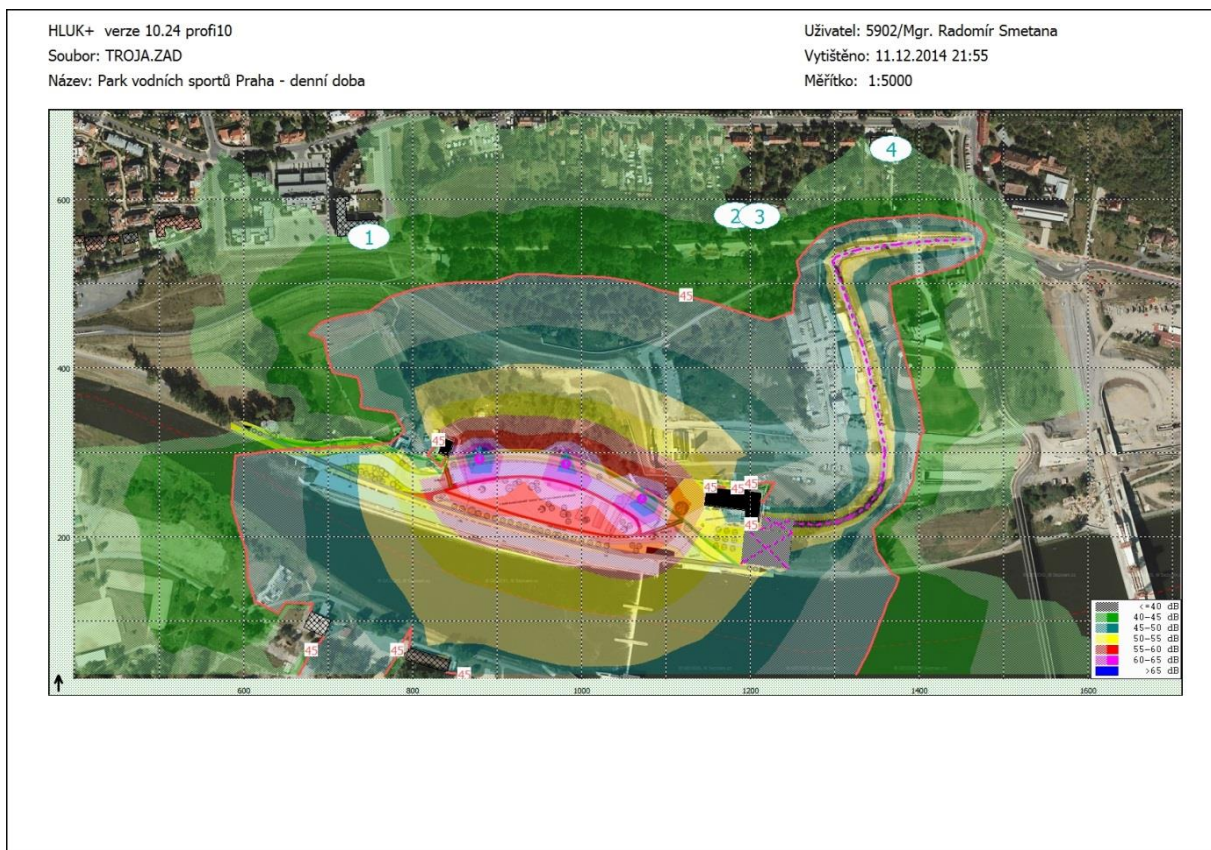 HLUK+ verze 10.24 profi10
Uživatel: 5902/Mgr. Radomír Smetana
Soubor: TROJA.ZAD
Vytištěno: 11.12.2014 21:55
Název: Park vodních sportů Praha - denní doba
Měřítko: 1:5000
4
600
2 3
1
45
400
45
45 45 45
45
200
<=40 dB
40-45 dB
45-50 dB
50-55 dB
55-60 dB
60-65 dB
>65 dB
45 45
45
600 800 1000 1200 1400 1600